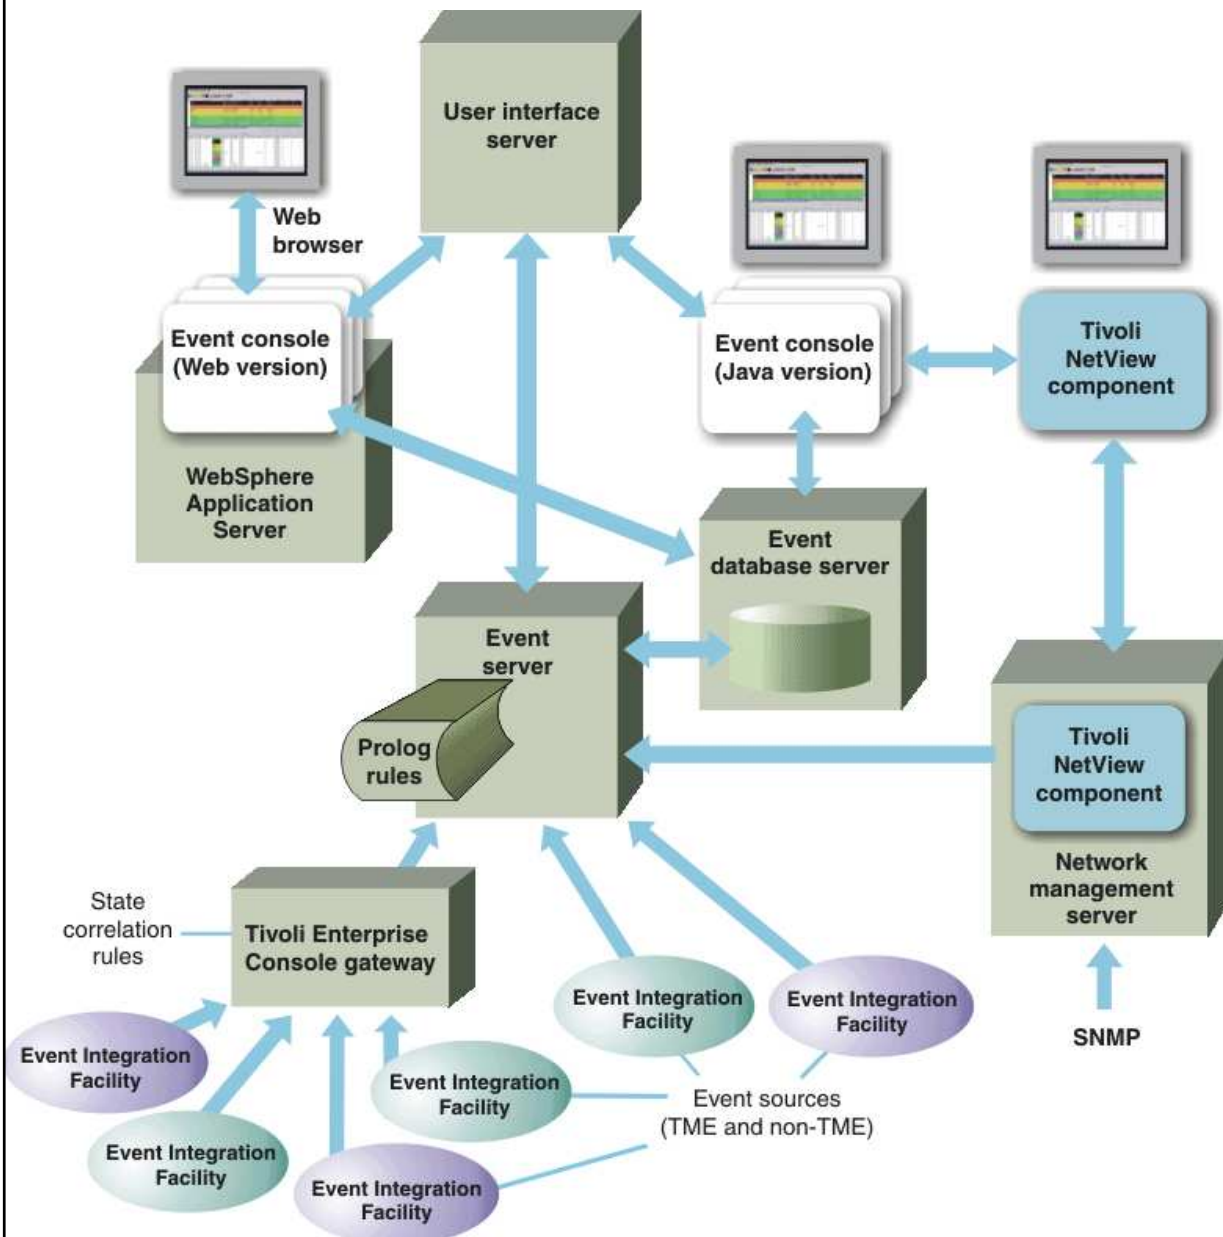 User interface
server
Web
browser
Event console
(Web version)
Event console
(Java version)
Tivoli
NetView
component
WebSphere
Application
Server
Event
database server
Event
server
Prolog
rules
Tivoli
NetView
component
Network
management
server
State
correlation
rules
Tivoli Enterprise
Console gateway
Event Integration
Facility
Event Integration
Facility
SNMP
Event Integration
Facility
Event Integration
Facility
Event sources
(TME and non-TME)
Event Integration
Facility
Event Integration
Facility